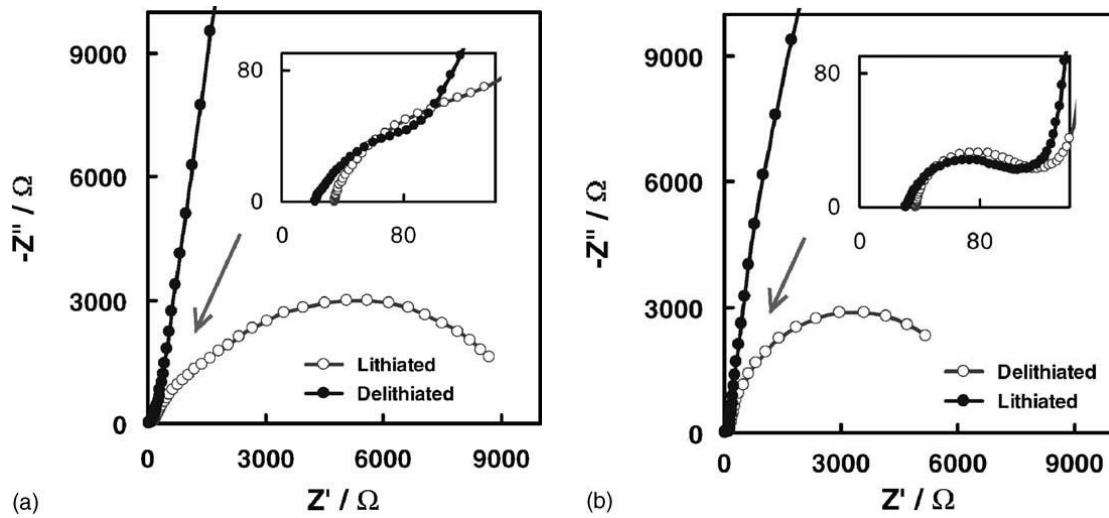 -Z'' / Ω
9000
6000
3000
0
80
0
0
80
Lithiated
Delithiated
0
3000
6000
9000
Z' / Ω
(a)
-Z'' / Ω
9000
6000
3000
0
80
0
0
80
Delithiated
Lithiated
0
3000
6000
9000
Z' / Ω
(b)